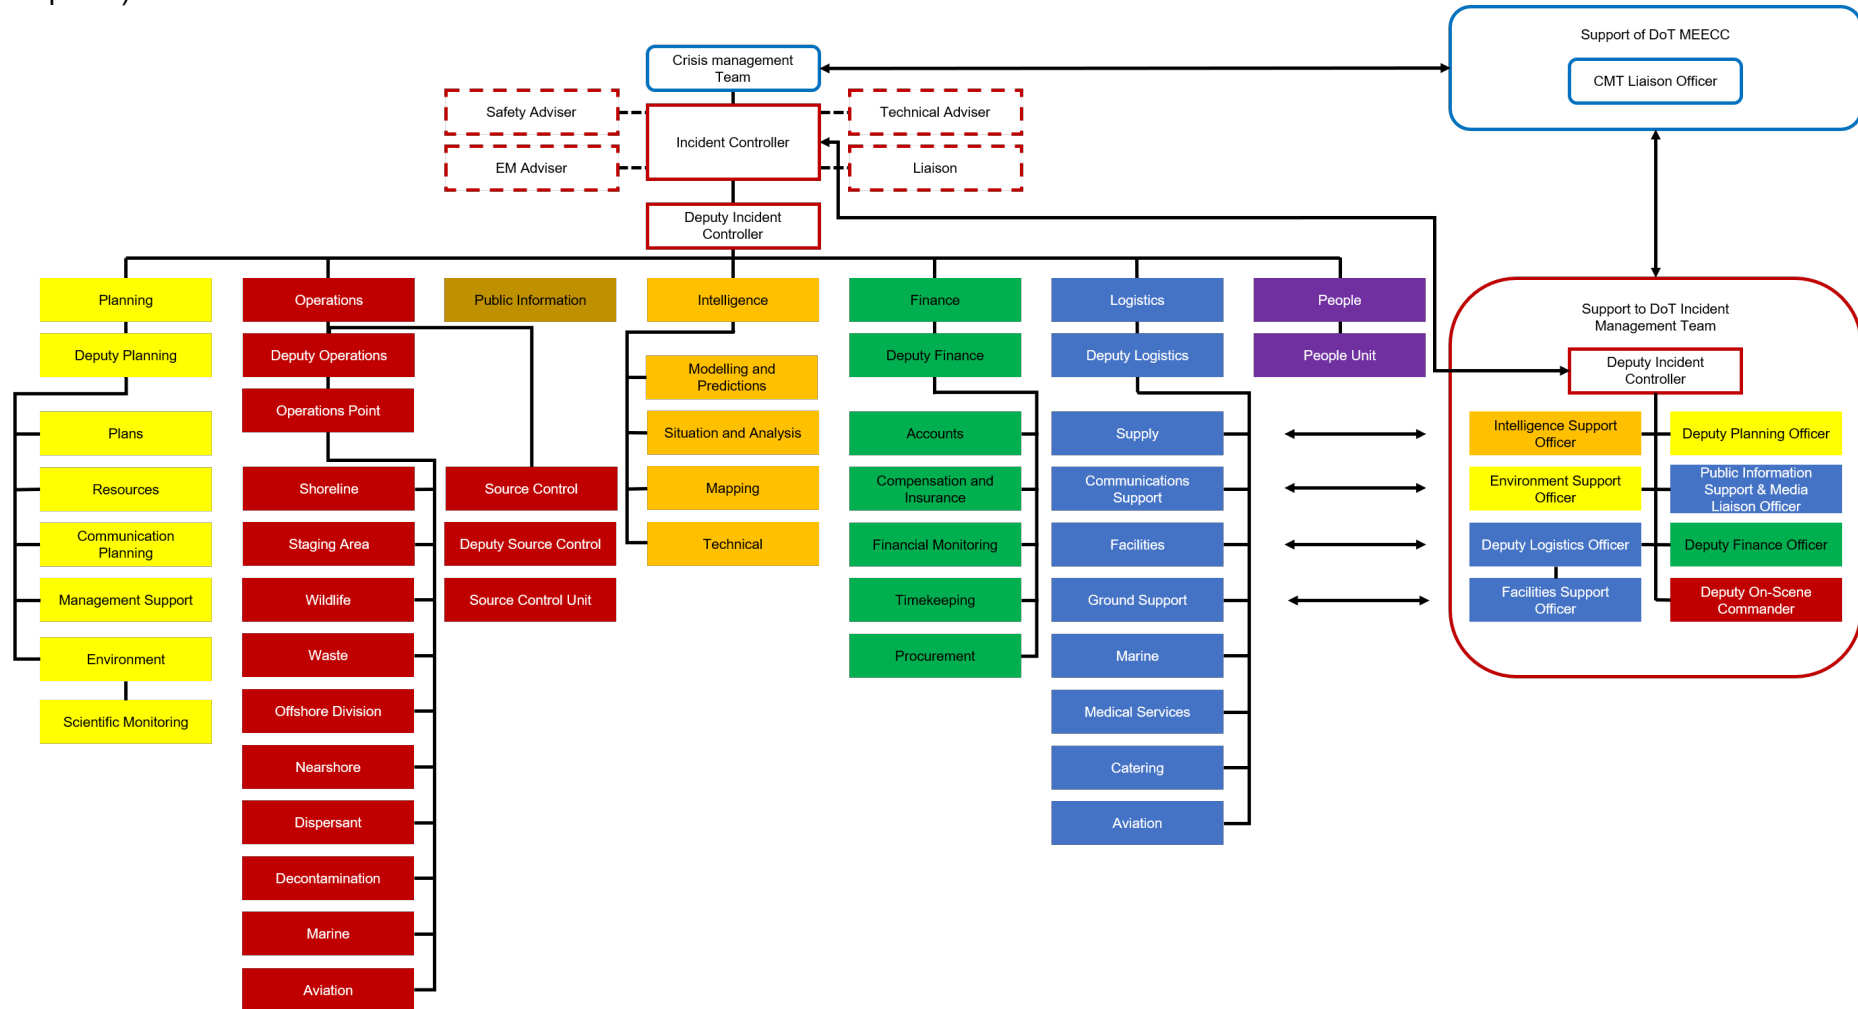 Support of DoT MEECC
Crisis management
Team
CMT Liaison Officer
Safety Adviser
Technical Adviser
Incident Controller
EM Adviser
Liaison
Deputy Incident
Controller
Planning
Operations
Public Information
Intelligence
Finance
Logistics
People
Deputy Planning
Deputy Operations
Deputy Finance
Deputy Logistics
People Unit
Operations Point
Modelling and
Predictions
Plans
Situation and Analysis
Accounts
Supply
Resources
Shoreline
Source Control
Mapping
Compensation and
Insurance
Communications
Support
Communication
Planning
Staging Area
Deputy Source Control
Technical
Financial Monitoring
Facilities
Management Support
Wildlife
Source Control Unit
Timekeeping
Ground Support
Environment
Waste
Procurement
Marine
Scientific Monitoring
Offshore Division
Medical Services
Nearshore
Catering
Dispersant
Aviation
Decontamination
Marine
Aviation
Support to DoT Incident
Management Team
Deputy Incident
Controller
Intelligence Support
Officer
Deputy Planning Officer
Environment Support
Officer
Public Information
Support & Media
Liaison Officer
Deputy Logistics Officer
Deputy Finance Officer
Facilities Support
Officer
Deputy On-Scene
Commander